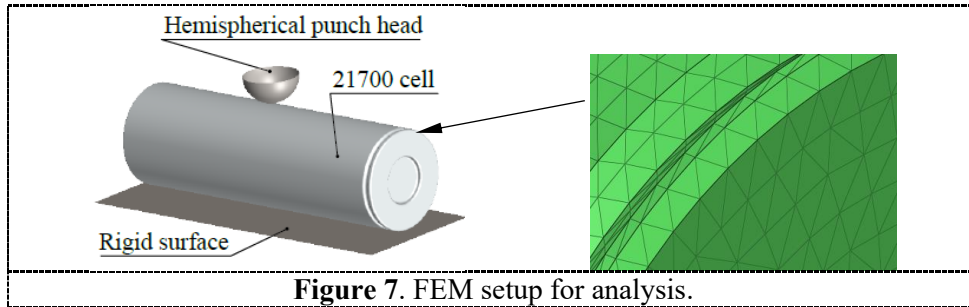 Hemispherical punch head
21700 cell
Rigid surface
Figure 7. FEM setup for analysis.